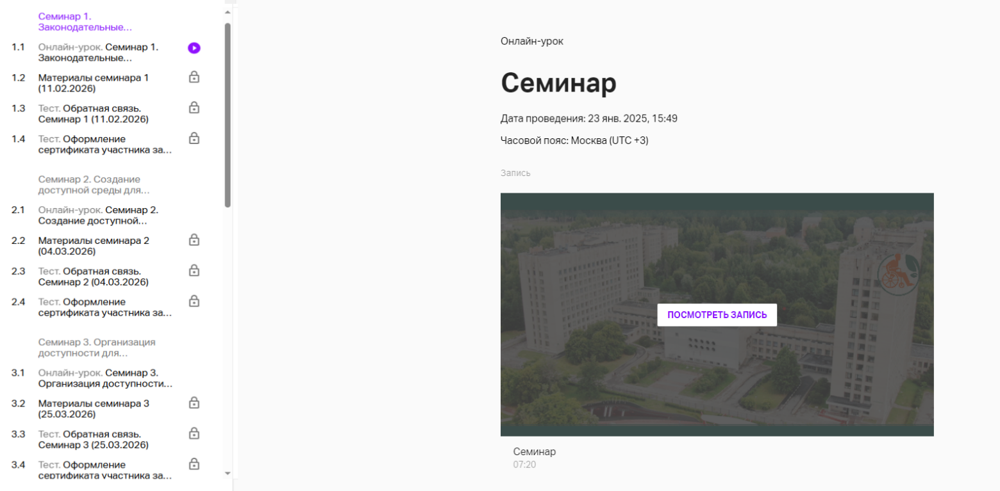 Семинар 1.
Законодательные...
1.1 Онлайн-урок. Семинар 1.
Законодательные...
1.2 Материалы семинара 1
(11.02.2026)
1.3 Тест. Обратная связь.
Семинар 1 (11.02.2026)
1.4 Тест. Оформление
сертификата участника за...
Семинар 2. Создание
доступной среды для...
2.1 Онлайн-урок. Семинар 2.
Создание доступной...
2.2 Материалы семинара 2
(04.03.2026)
2.3 Тест. Обратная связь.
Семинар 2 (04.03.2026)
2.4 Тест. Оформление
сертификата участника за...
Семинар 3. Организация
доступности для...
3.1 Онлайн-урок. Семинар 3.
Организация доступности...
3.2 Материалы семинара 3
(25.03.2026)
3.3 Тест. Обратная связь.
Семинар 3 (25.03.2026)
3.4 Тест. Оформление
сертификата участника за...
Онлайн-урок
Семинар
Дата проведения: 23 янв. 2025, 15:49
Часовой пояс: Москва (UTC +3)
Запись
ПОСМОТРЕТЬ ЗАПИСЬ
Семинар
07:20